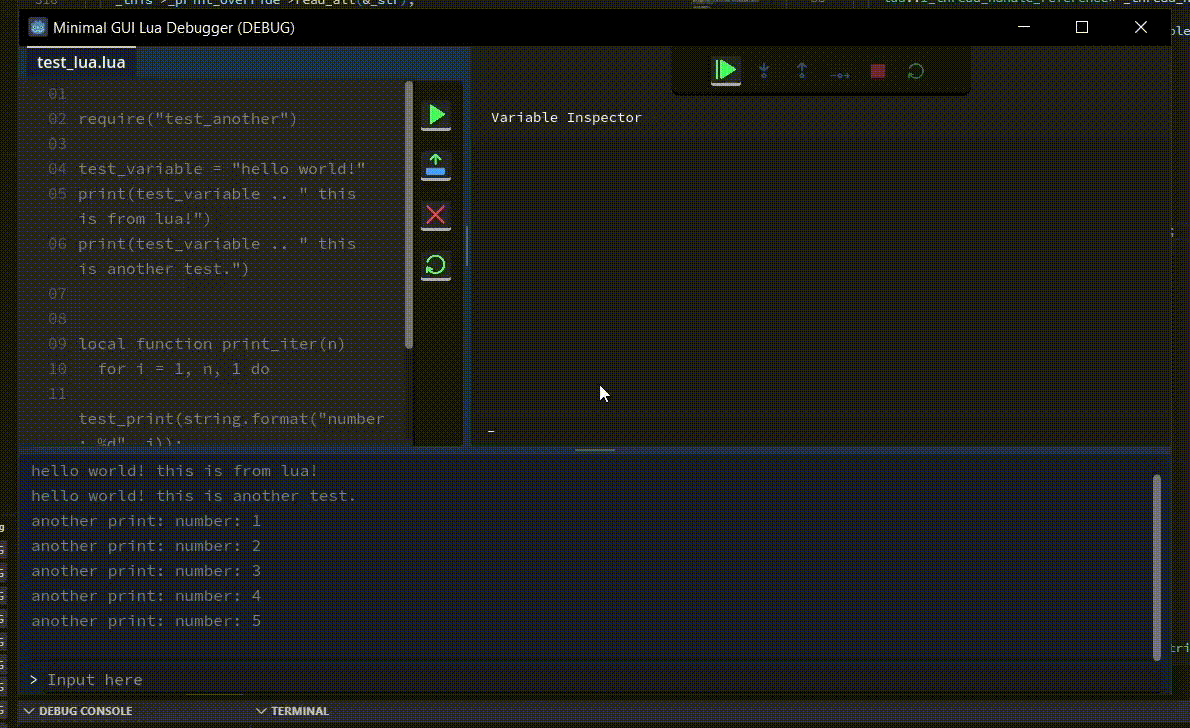 _this->_print_override->read_all(&_str);
Minimal GUI Lua Debugger (DEBUG)
test_lua.lua
01
02 require("test_another")
03
04 test_variable = "hello world!"
05 print(test_variable .. " this
is from lua!")
06 print(test_variable .. " this
is another test.")
07
08
09 local function print_iter(n)
10 for i = 1, n, 1 do
11
test_print(string.format("number
: %d", i));
Variable Inspector
hello world! this is from lua!
hello world! this is another test.
another print: number: 1
another print: number: 2
another print: number: 3
another print: number: 4
another print: number: 5
> Input here
DEBUG CONSOLE
TERMINAL